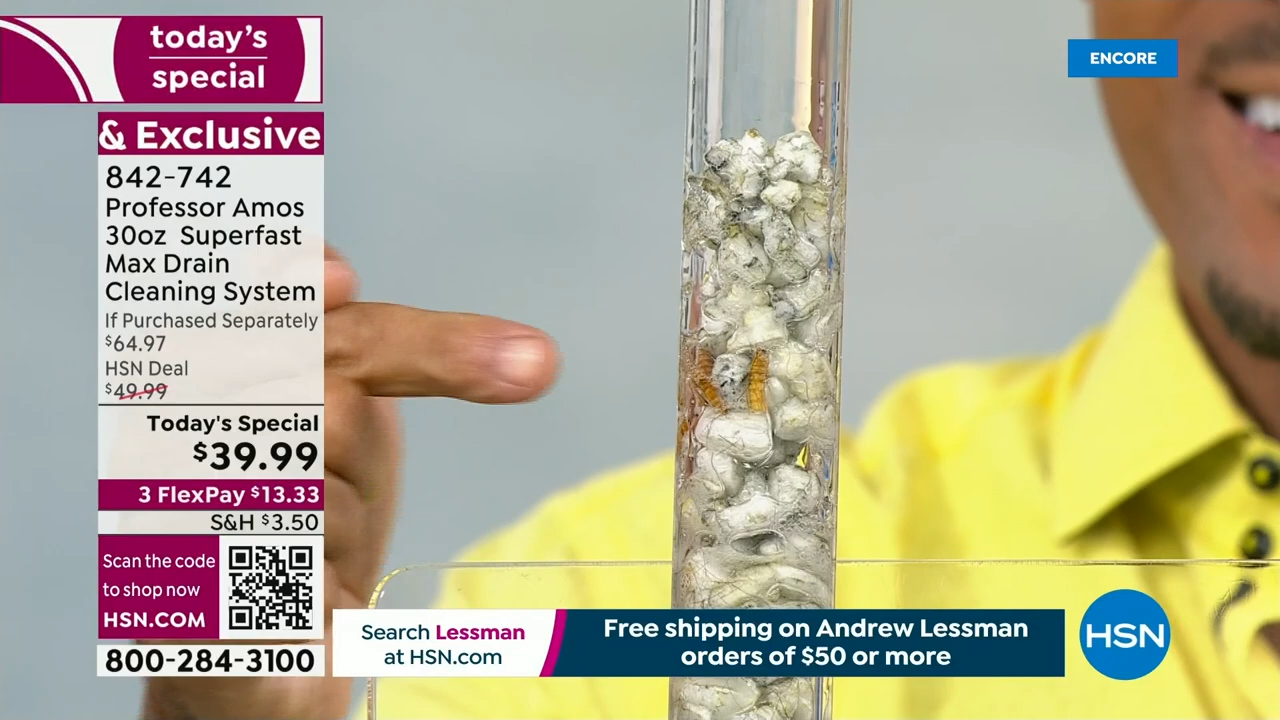 today's
special
& Exclusive
842-742
Professor Amos
30oz Superfast
Max Drain
Cleaning System
If Purchased Separately
$64.97
HSN Deal
$49.99
Today's Special
$39.99
3 FlexPay $13.33
S&H $3.50
Scan the code
to shop now
HSN.COM
800-284-3100
ENCORE
Search Lessman
at HSN.com
Free shipping on Andrew Lessman
orders of $50 or more
HSN